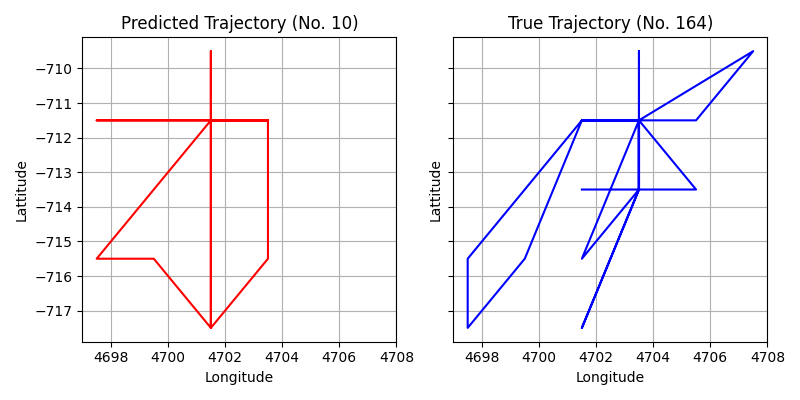 Predicted Trajectory (No. 10)
True Trajectory (No. 164)
−710
−711
−712
−713
−714
−715
−716
−717
Lattitude
Lattitude
4698 4700 4702 4704 4706 4708
4698 4700 4702 4704 4706 4708
Longitude
Longitude